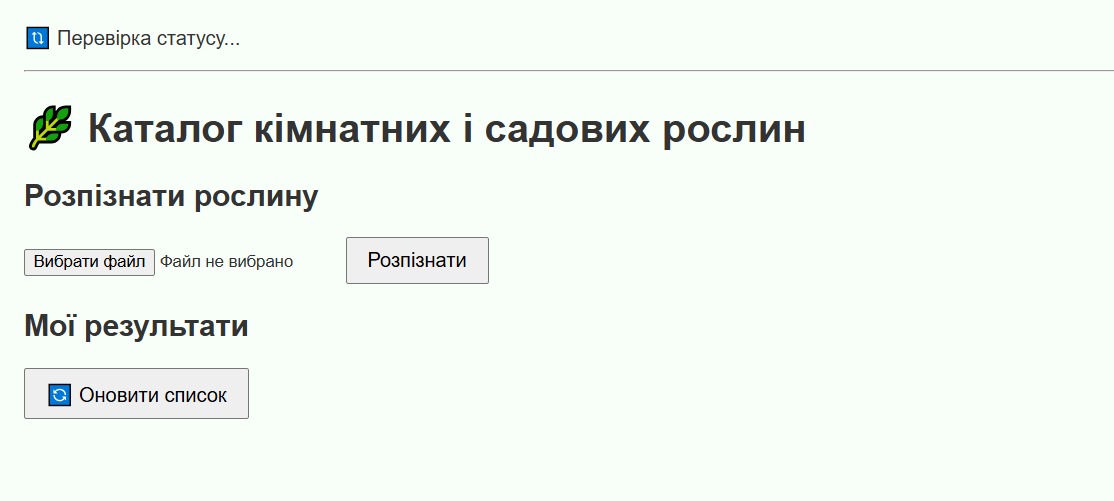 Перевірка статусу...
Каталог кімнатних і садових рослин
Розпізнати рослину
Вибрати файл Файл не вибрано Розпізнати
Мої результати
Оновити список